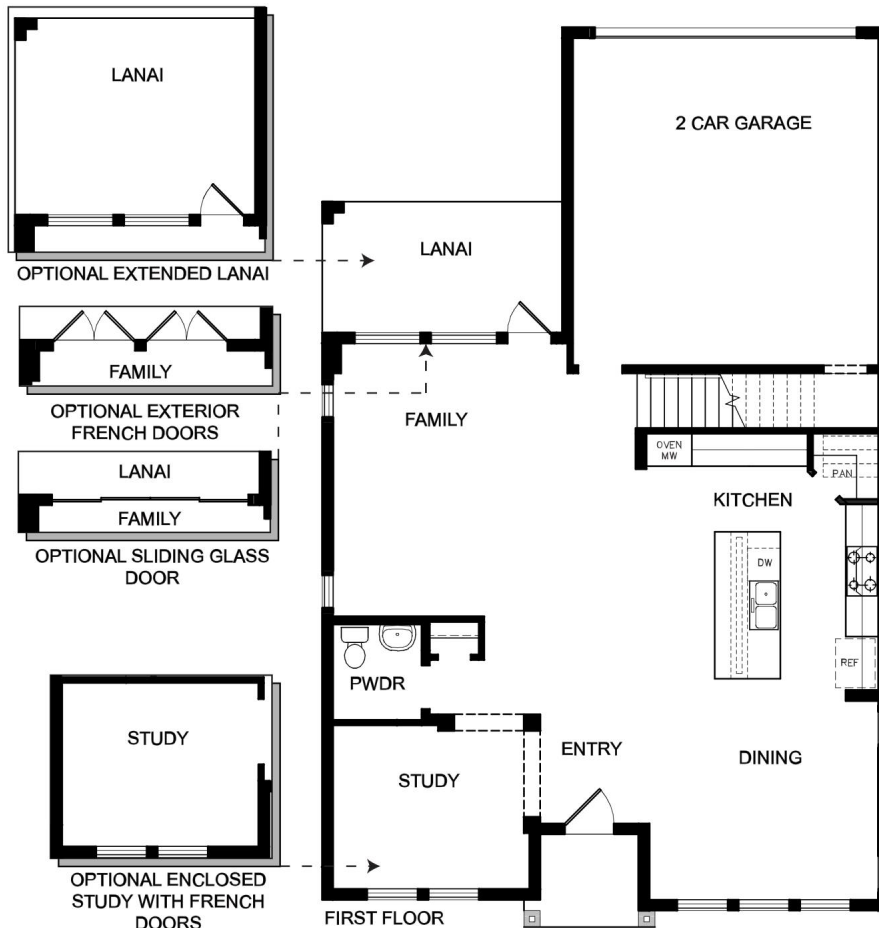 LANAI
OPTIONAL EXTENDED LANAI
FAMILY
OPTIONAL EXTERIOR
FRENCH DOORS
LANAI
FAMILY
OPTIONAL SLIDING GLASS
DOOR
STUDY
OPTIONAL ENCLOSED
STUDY WITH FRENCH
DOORS
2 CAR GARAGE
LANAI
FAMILY
OVEN
MW
PAN
KITCHEN
DW
REF
PWDR
ENTRY
DINING
STUDY
FIRST FLOOR